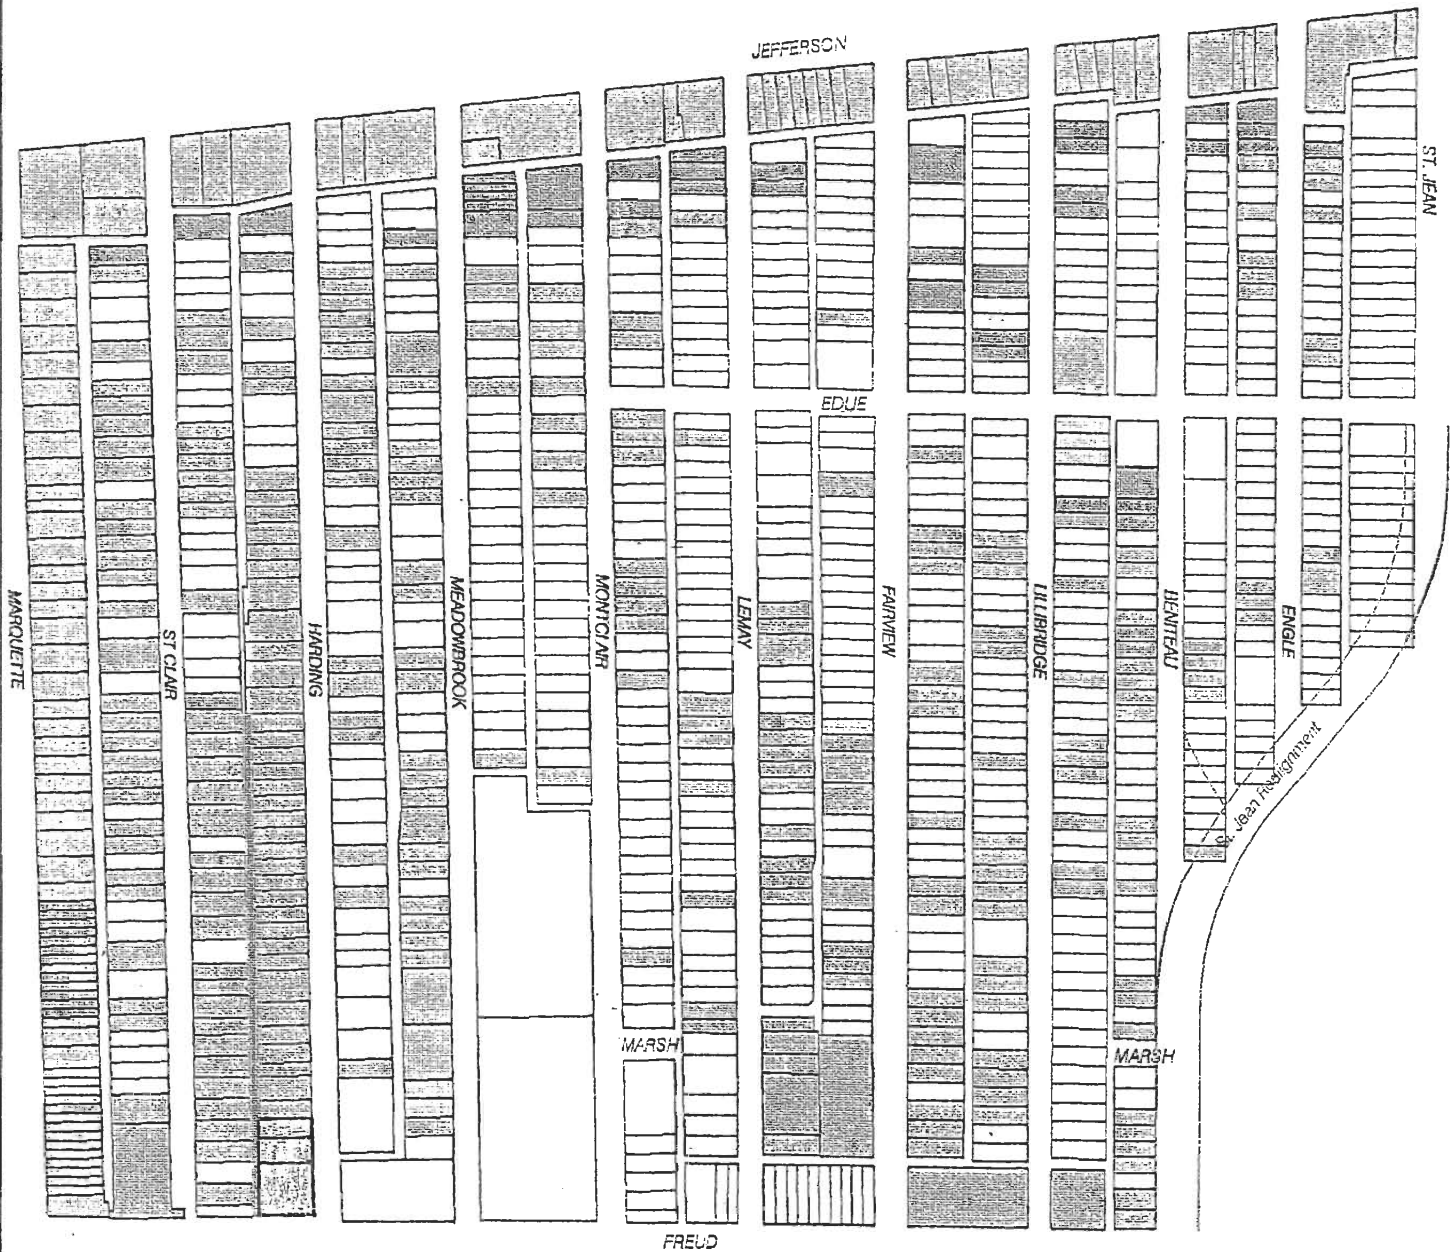 JEFFERSON
ST. JEAN
EDLIE
MARQUETTE
ST CLAIR
HARDING
MEADOWBROOK
MONTCLAIR
LEMAY
FAIRVIEW
LILLIBRIDGE
BENITEAU
ENGLE
St. Jean Realignment
MARSH
MARSH
FREUD